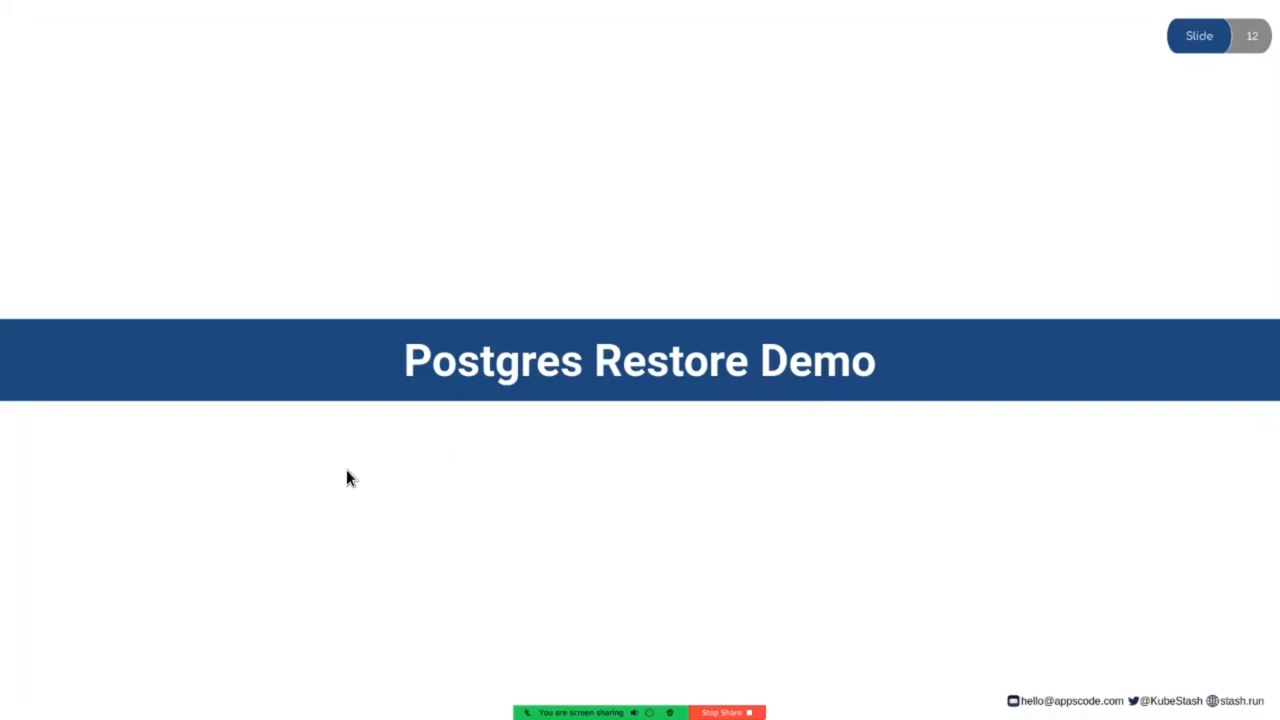 Slide 12
Postgres Restore Demo
hello@appscode.com @KubeStash stash.run
You are screen sharing Stop Share